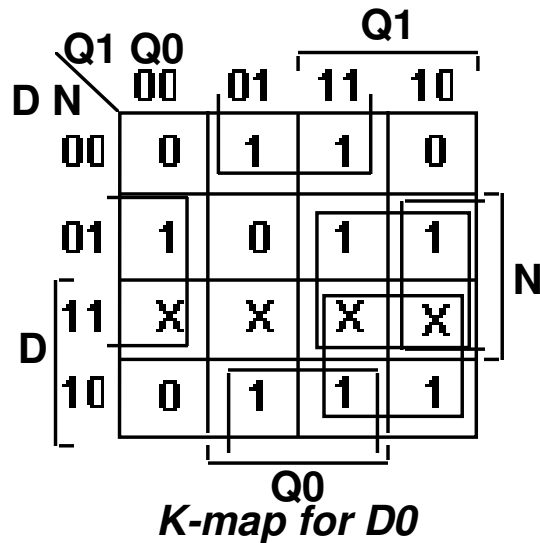 Q1
Q1 Q0
D N
00 01 11 10
00 0 1 1 0
01 1 0 1 1
N
11 X X X X
D
10 0 1 1 1
Q0
K-map for D0